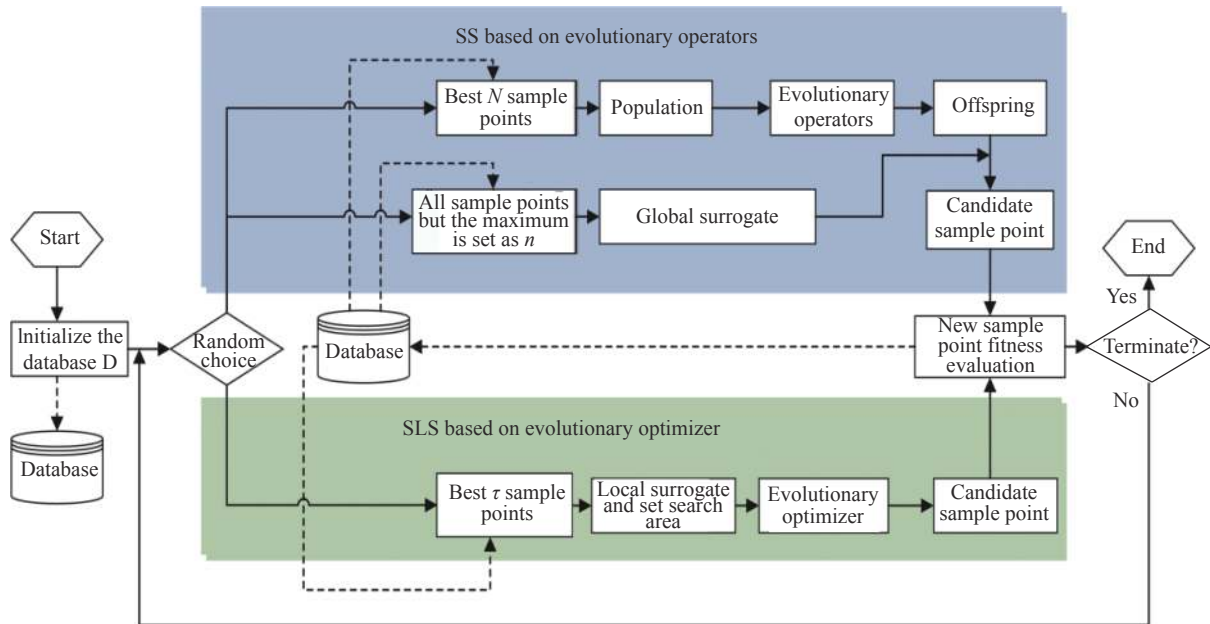 SS based on evolutionary operators
Best N sample
points
Population
Evolutionary
operators
Offspring
All sample points
but the maximum
is set as n
Global surrogate
Candidate
sample point
Start
End
Yes
Initialize the
database D
Random
choice
Database
New sample
point fitness
evaluation
Terminate?
No
Database
SLS based on evolutionary optimizer
Best τ sample
points
Local surrogate
and set search
area
Evolutionary
optimizer
Candidate
sample point